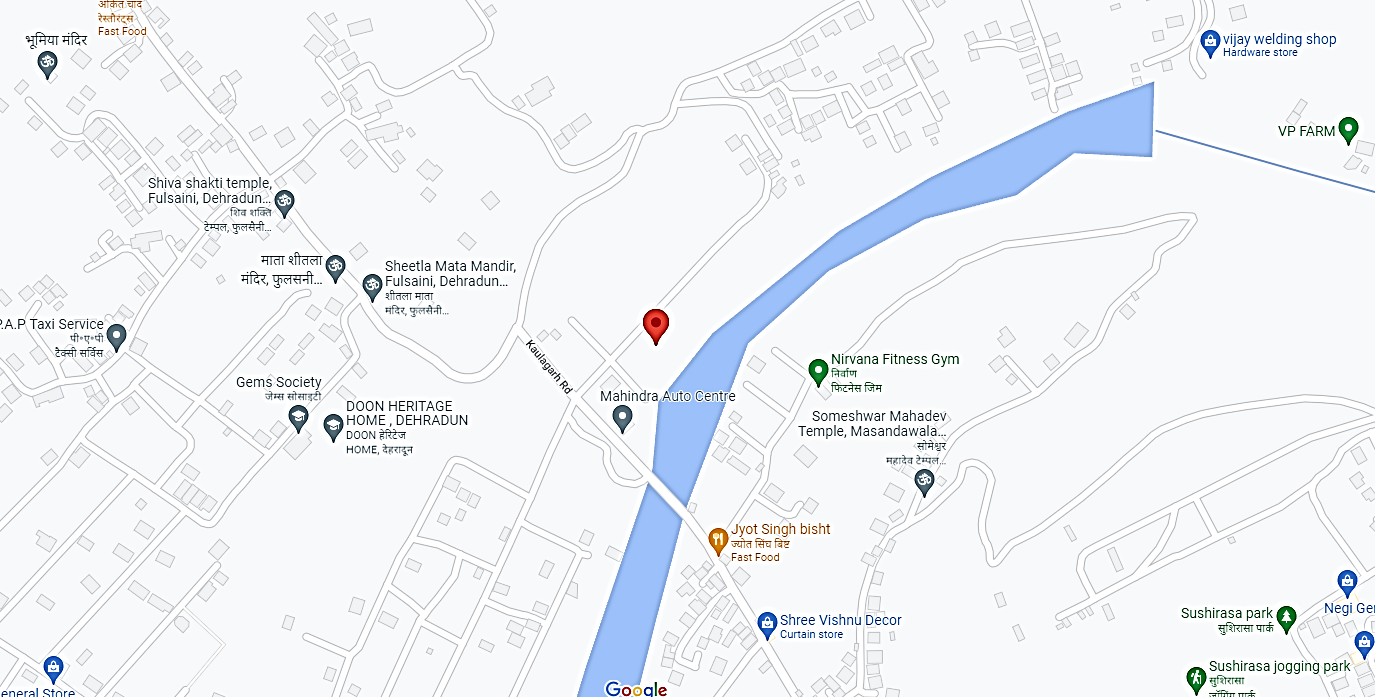 रेस्तौरंट्स
Fast Food
भूमिया मंदिर
vijay welding shop
Hardware store
VP FARM
Shiva shakti temple,
Fulsaini, Dehradun...
शिव शक्ति
टेम्पल, फुलसैनी...
माता शीतला
मंदिर, फुलसनी...
Sheetla Mata Mandir,
Fulsaini, Dehradun...
शीतला माता
मंदिर, फुलसैनी...
P.A.P Taxi Service
पी॰ए॰पी
टैक्सी सर्विस
Kaulagarh Rd
Nirvana Fitness Gym
निर्वाण
फिटनेस जिम
Gems Society
जेम्स सोसाइटी
Mahindra Auto Centre
DOON HERITAGE
HOME , DEHRADUN
DOON हेरिटेज
HOME, देहरादून
Someshwar Mahadev
Temple, Masandawala...
सोमेश्वर
महादेव टेम्पल...
Jyot Singh bisht
ज्योत सिंघ बिष्ट
Fast Food
Shree Vishnu Decor
Curtain store
Sushirasa park
सुशिरासा पार्क
Negi Ger
Sushirasa jogging park
सुशिरासा
जॉगिंग पार्क
eneral Store
Google